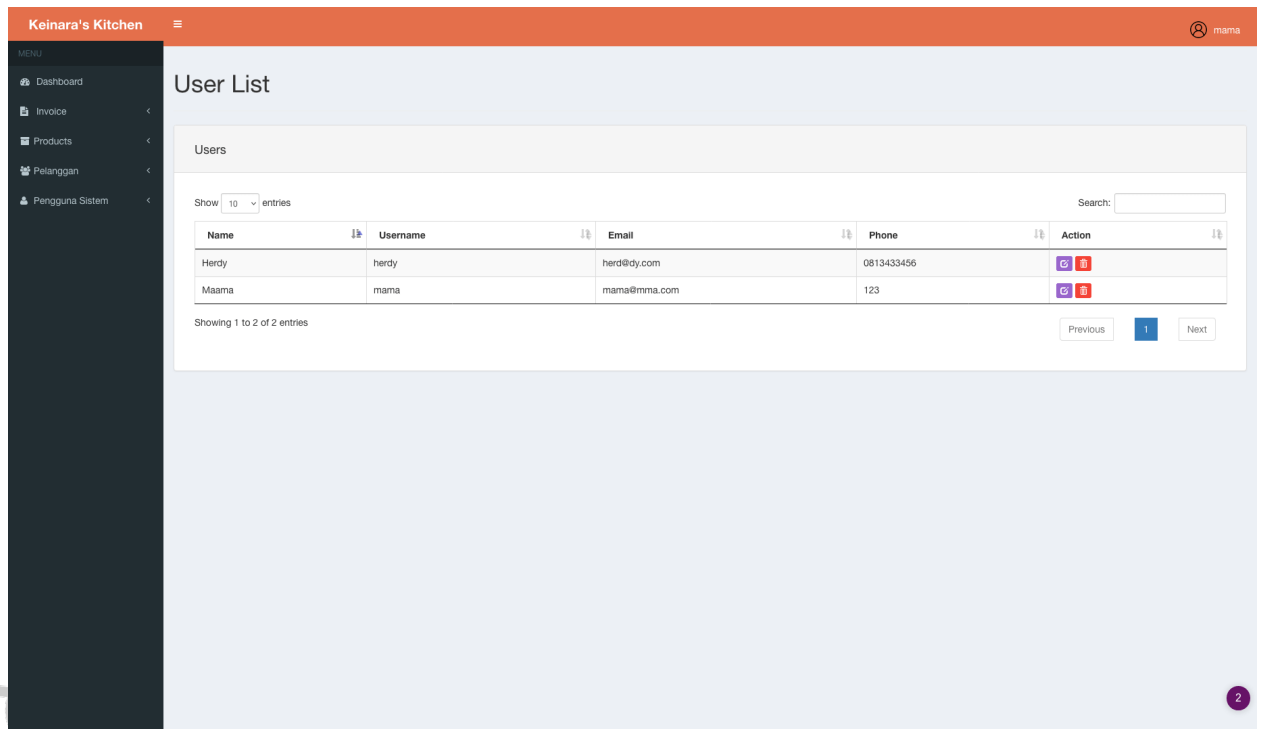 Keinara's Kitchen
mama
MENU
Dashboard
Invoice
Products
Pelanggan
Pengguna Sistem
User List
Users
Show 10 entries
Search:
Name Username Email Phone Action
Herdy herdy herd@dy.com 0813433456
Maama mama mama@mma.com 123
Showing 1 to 2 of 2 entries
Previous 1 Next
2